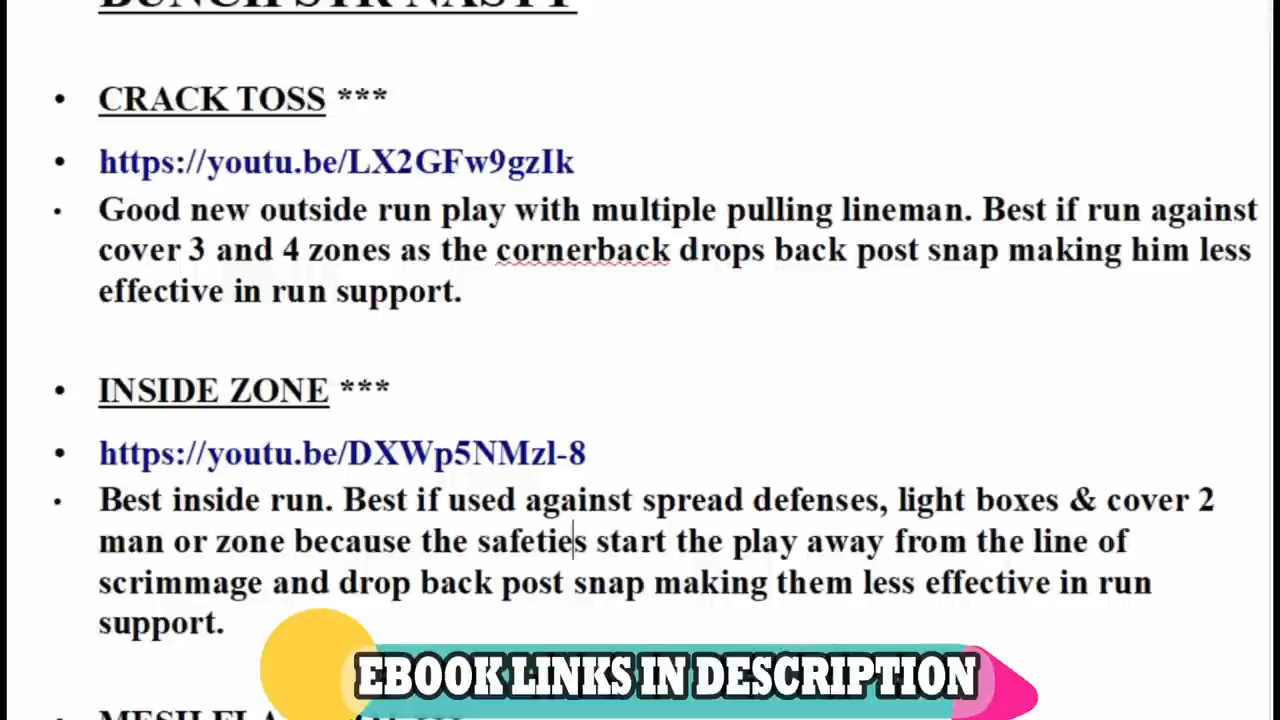 BUNCH STR NASTY
• CRACK TOSS ***
• https://youtu.be/LX2GFw9gzIk
• Good new outside run play with multiple pulling lineman. Best if run against
cover 3 and 4 zones as the cornerback drops back post snap making him less
effective in run support.
• INSIDE ZONE ***
• https://youtu.be/DXWp5NMzl-8
• Best inside run. Best if used against spread defenses, light boxes & cover 2
man or zone because the safeties start the play away from the line of
scrimmage and drop back post snap making them less effective in run
support.
EBOOK LINKS IN DESCRIPTION